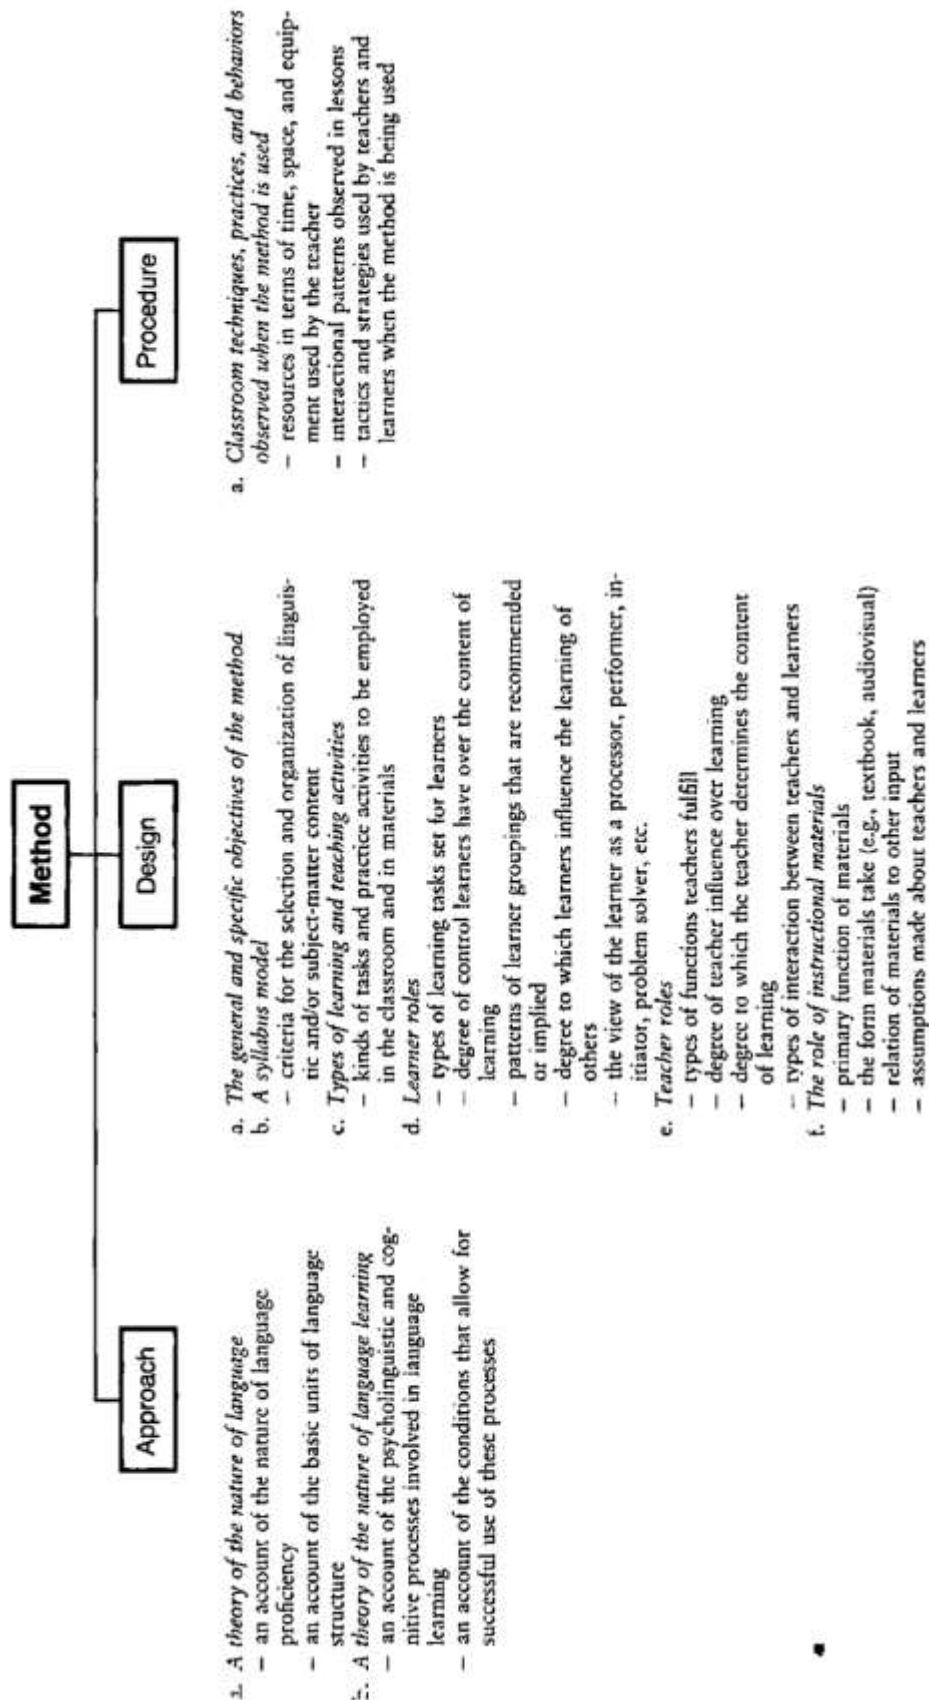 Method
Approach
Design
Procedure
a. A theory of the nature of language
– an account of the nature of language
proficiency
– an account of the basic units of language
structure
b. A theory of the nature of language learning
– an account of the psycholinguistic and cog-
nitive processes involved in language
learning
– an account of the conditions that allow for
successful use of these processes
a. The general and specific objectives of the method
b. A syllabus model
– criteria for the selection and organization of linguis-
tic and/or subject-matter content
c. Types of learning and teaching activities
– kinds of tasks and practice activities to be employed
in the classroom and in materials
d. Learner roles
– types of learning tasks set for learners
– degree of control learners have over the content of
learning
– patterns of learner groupings that are recommended
or implied
– degree to which learners influence the learning of
others
– the view of the learner as a processor, performer, in-
itiator, problem solver, etc.
e. Teacher roles
– types of functions teachers fulfill
– degree of teacher influence over learning
– degree to which the teacher determines the content
of learning
– types of interaction between teachers and learners
f. The role of instructional materials
– primary function of materials
– the form materials take (e.g., textbook, audiovisual)
– relation of materials to other input
– assumptions made about teachers and learners
a. Classroom techniques, practices, and behaviors
observed when the method is used
– resources in terms of time, space, and equip-
ment used by the teacher
– interactional patterns observed in lessons
– tactics and strategies used by teachers and
learners when the method is being used